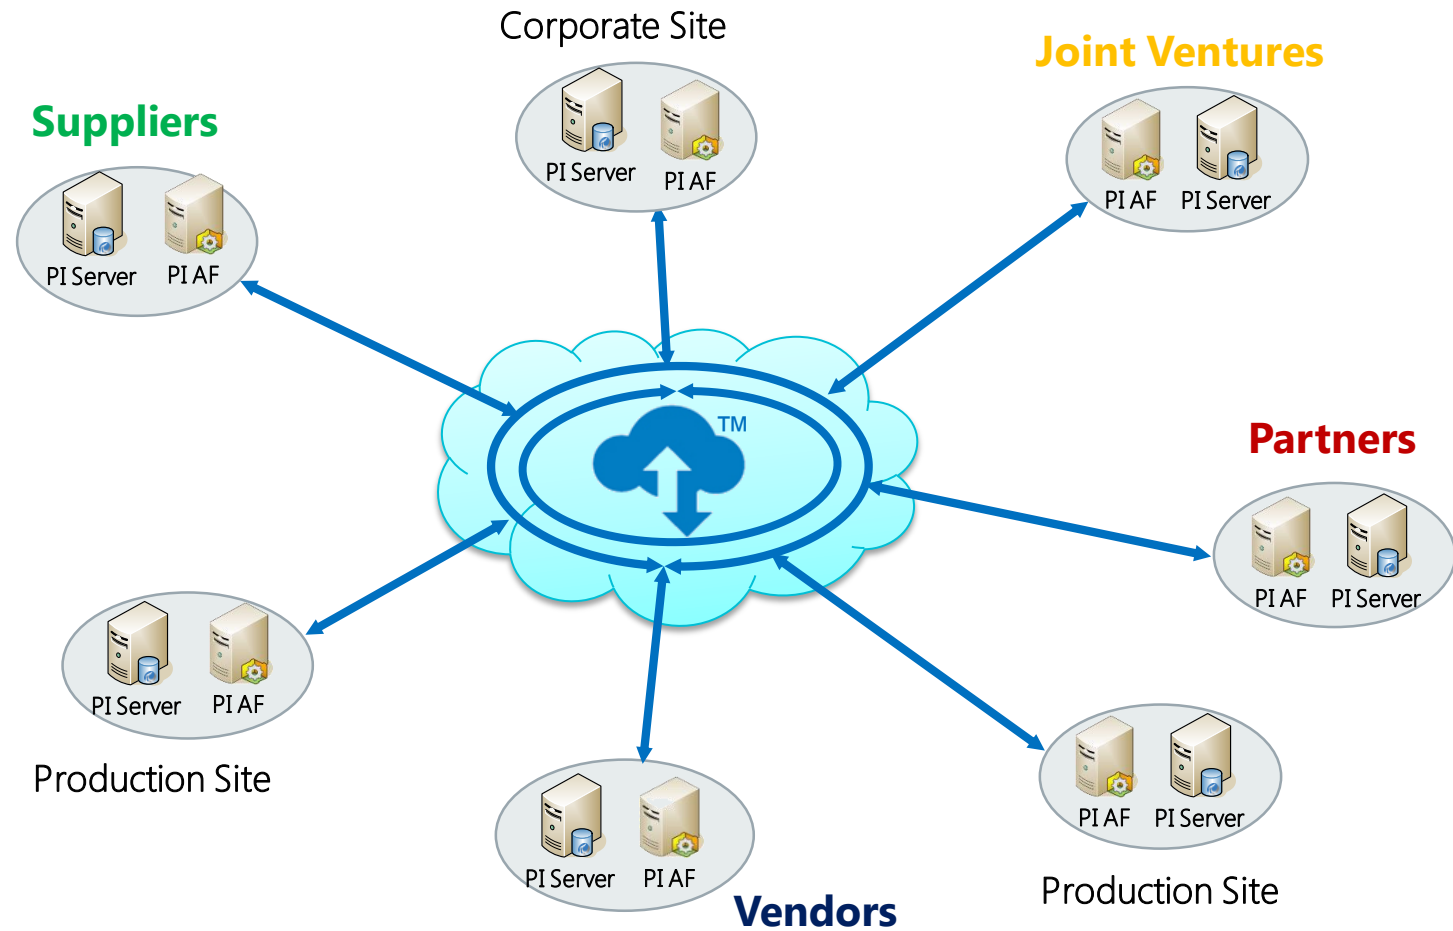 Corporate Site
PI Server
PI AF
Joint Ventures
PI AF
PI Server
Suppliers
PI Server
PI AF
TM
Partners
PI AF
PI Server
PI Server
PI AF
Production Site
PI Server
PI AF
Vendors
PI AF
PI Server
Production Site